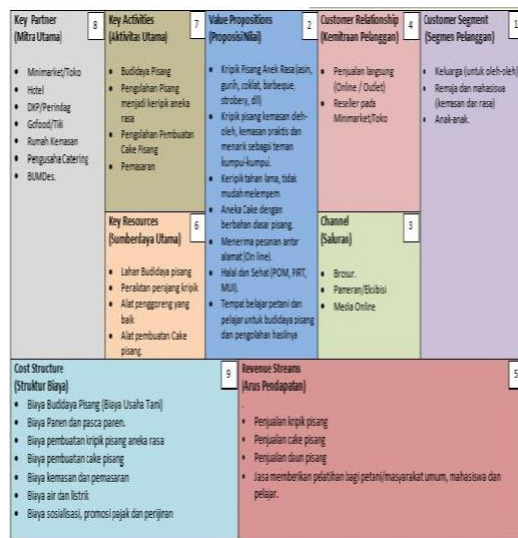 Key Partner
(Mitra Utama)
8
• Minimarket/Toko
• Hotel
• DKP/Perindag
• Gofood/Tiki
• Rumah Kemasan
• Pengusaha Catering
• BUMDes.
Key Activities
(Aktivitas Utama)
7
• Budidaya Pisang
• Pengolahan Pisang
menjadi keripik aneka
rasa
• Pengolahan Pembuatan
Cake Pisang
• Pemasaran
Key Resources
(Sumberdaya Utama)
6
• Lahan Budidaya pisang
• Peralatan perajang kripik
• Alat penggoreng yang
baik
• Alat pembuatan Cake
pisang.
Value Propositions
(Proposisi Nilai)
2
• Kripik Pisang Anek Rasa(asin,
gurih, coklat, barbeque,
strobery, dll)
• Kripik pisang kemasan oleh-
oleh, kemasan praktis dan
menarik sebagai teman
kumpu-kumpul.
• Keripik tahan lama, tidak
mudah melempem
• Aneka Cake dengan
berbahan dasar pisang.
• Menerima pesanan antar
alamat (On line).
• Halal dan Sehat (POM, PIRT,
MUI).
• Tempat belajar petani dan
pelajar untuk budidaya pisang
dan pengolahan hasilnya
Customer Relationship
(Kemitraan Pelanggan)
4
• Penjualan langsung
(Online / Outlet)
• Reseller pada
Minimarket/Toko
Channel
(Saluran)
3
• Brosur.
• Pameran/Eksibisi
• Media Online
Customer Segment
(Segmen Pelanggan)
1
• Keluarga (untuk oleh-oleh)
• Remaja dan mahasiswa
(kemasan dan rasa)
• Anak-anak.
Cost Structure
(Struktur Biaya)
9
• Biaya Budidaya Pisang (Biaya Usaha Tani)
• Biaya Panen dan pasca panen.
• Biaya pembuatan kripik pisang aneka rasa
• Biaya pembuatan cake pisang
• Biaya kemasan dan pemasaran
• Biaya air dan listrik
• Biaya sosialisasi, promosi pajak dan perijinan
Revenue Streams
(Arus Pendapatan)
5
.
• Penjualan kripik pisang
• Penjualan cake pisang
• Penjualan daun pisang
• Jasa memberikan pelatihan bagi petani/masyarakat umum, mahasiswa dan
pelajar.